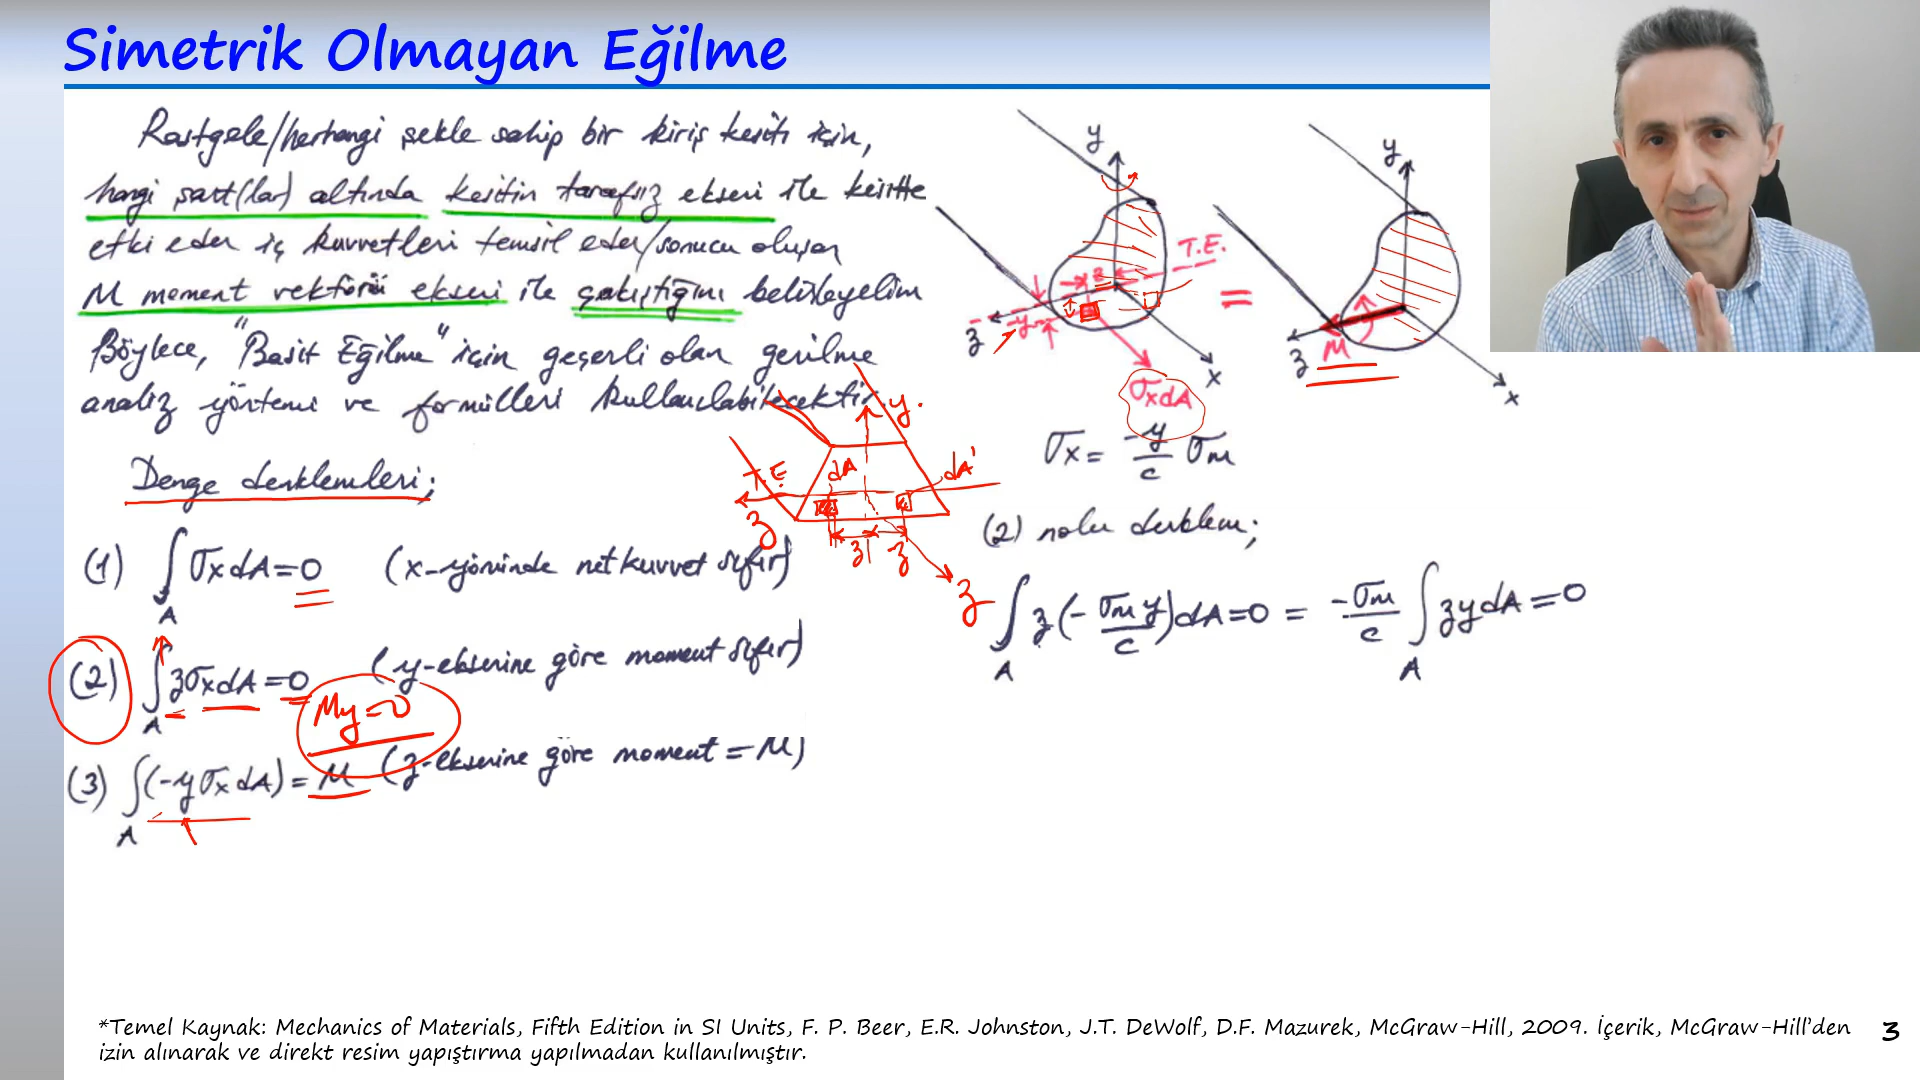 Simetrik Olmayan Eğilme
Rastgele/herhangi şekle sahip bir kiriş kesiti için,
hangi şart(lar) altında kesitin tarafsız ekseni ile kesitte
etki eder iç kuvvetleri temsil eder/sonucu oluşan
M moment vektörü ekseni ile çakıştığını belirleyelim
Böylece, "Basit Eğilme" için geçerli olan gerilme
analiz yöntemi ve formülleri kullanılabilecektir.
Denge denklemleri;
(1) ∫A σx dA = 0 (x-yönünde net kuvvet sıfır)
(2) ∫A zσx dA = 0 (y-eksenine göre moment sıfır)
My = 0
(3) ∫A (-y σx dA) = M (z-eksenine göre moment = M)
y
T.E.
z
-y
z
x
σx dA
=
y
M
z
x
y.
T.E.
dA
dA'
z
z
z
z
σx = -y/c σm
(2) nolu denklem;
∫A z(-σm y/c) dA = 0 = -σm/c ∫A zy dA = 0
*Temel Kaynak: Mechanics of Materials, Fifth Edition in SI Units, F. P. Beer, E.R. Johnston, J.T. DeWolf, D.F. Mazurek, McGraw-Hill, 2009. İçerik, McGraw-Hill'den
izin alınarak ve direkt resim yapıştırma yapılmadan kullanılmıştır.
3